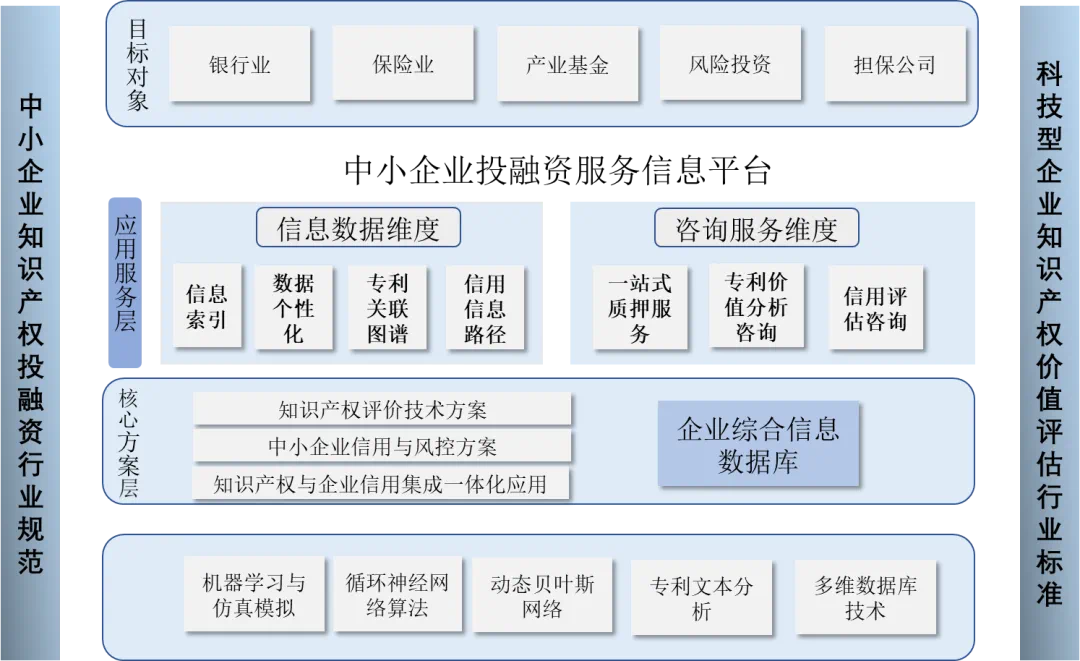 中小企业知识产权投融资行业规范
目标对象
银行业
保险业
产业基金
风险投资
担保公司
中小企业投融资服务信息平台
应用服务层
信息数据维度
信息
索引
数据
个性
化
专利
关联
图谱
信用
信息
路径
咨询服务维度
一站式
质押服
务
专利价
值分析
咨询
信用评
估咨询
核心方案层
知识产权评价技术方案
中小企业信用与风控方案
知识产权与企业信用集成一体化应用
企业综合信息
数据库
机器学习与
仿真模拟
循环神经网
络算法
动态贝叶斯
网络
专利文本分
析
多维数据库
技术
科技型企业知识产权价值评估行业标准